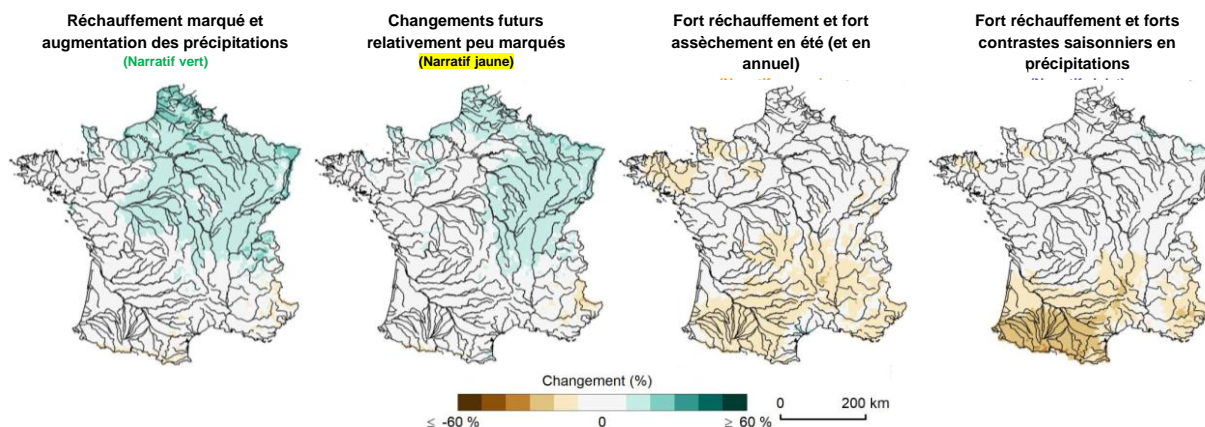 Réchauffement marqué et
augmentation des précipitations
(Narratif vert)
Changements futurs
relativement peu marqués
(Narratif jaune)
Fort réchauffement et fort
assèchement en été (et en
annuel)
Fort réchauffement et forts
contrastes saisonniers en
précipitations
Changement (%)
≤ -60 %
0
≥ 60 %
0
200 km